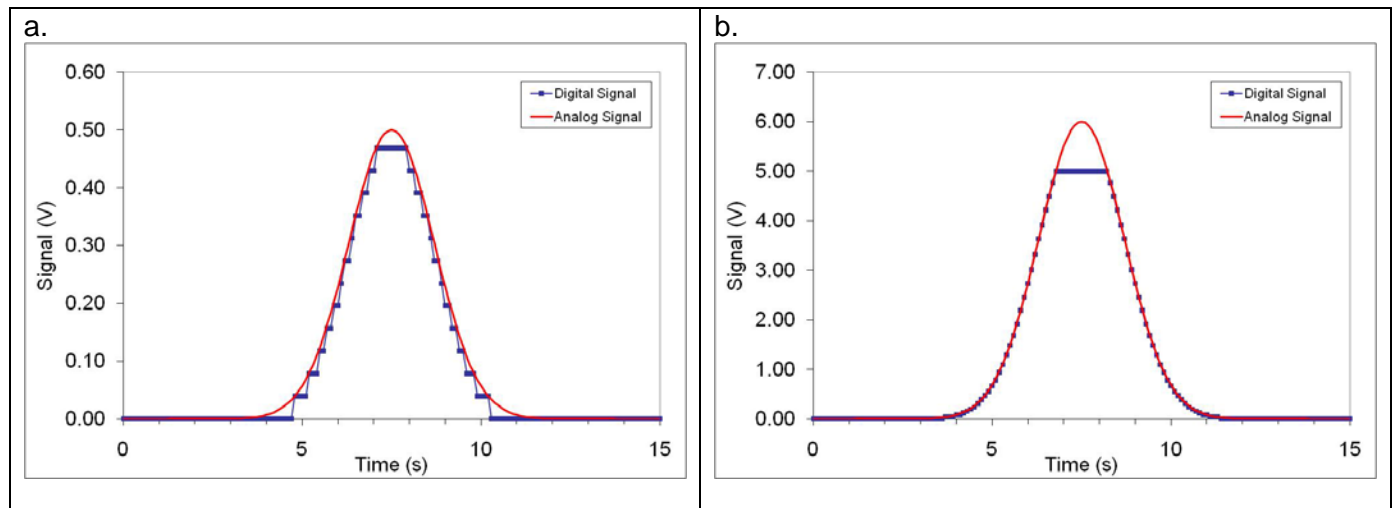 a.
0.60
0.50
0.40
0.30
0.20
0.10
0.00
Signal (V)
0
5
10
15
Time (s)
Digital Signal
Analog Signal
b.
7.00
6.00
5.00
4.00
3.00
2.00
1.00
0.00
Signal (V)
0
5
10
15
Time (s)
Digital Signal
Analog Signal